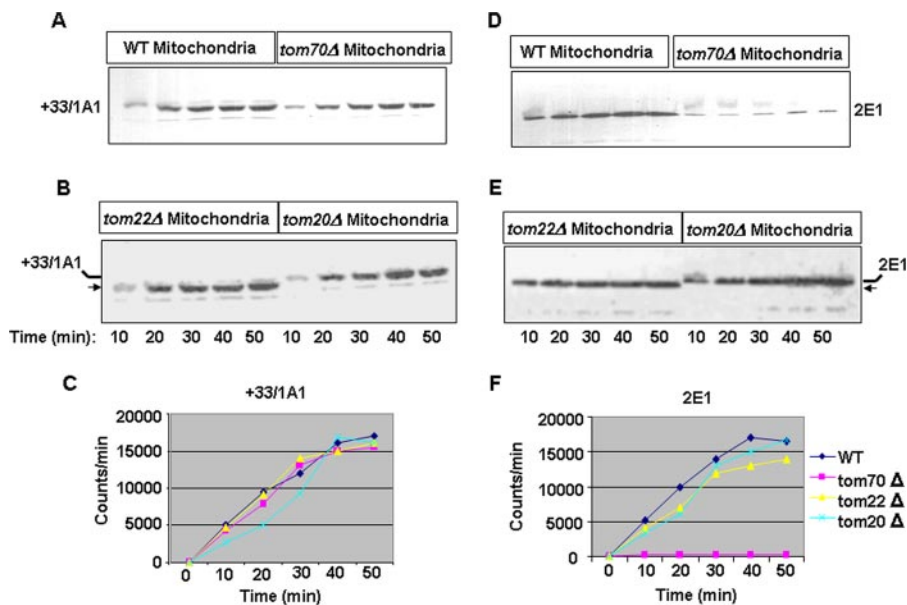 A
WT Mitochondria
tom70Δ Mitochondria
+33/1A1
D
WT Mitochondria
tom70Δ Mitochondria
2E1
B
tom22Δ Mitochondria
tom20Δ Mitochondria
+33/1A1
Time (min): 10 20 30 40 50 10 20 30 40 50
E
tom22Δ Mitochondria
tom20Δ Mitochondria
2E1
10 20 30 40 50 10 20 30 40 50
C
+33/1A1
Counts/min
20000
15000
10000
5000
0
0 10 20 30 40 50
Time (min)
F
2E1
Counts/min
20000
15000
10000
5000
0
0 10 20 30 40 50
Time (min)
WT
tom70 Δ
tom22 Δ
tom20 Δ